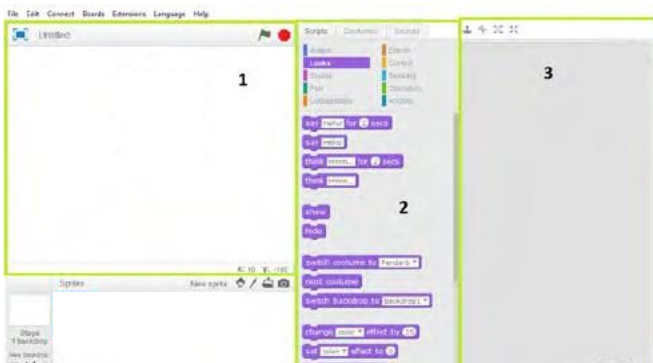 File Edit Connect Boards Extensions Language Help
Untitled
1
Scripts Costumes Sounds
Motion Events
Looks Control
Sound Sensing
Pen Operators
Robots
say Hello! for 2 secs
say Hello!
think Hmm... for 2 secs
think Hmm...
show
hide
2
switch costume to
next costume
switch backdrop to backdrop1
change color effect by 25
set color effect to 0
3
Sprites New sprite
Stage
1 backdrop
New backdrop